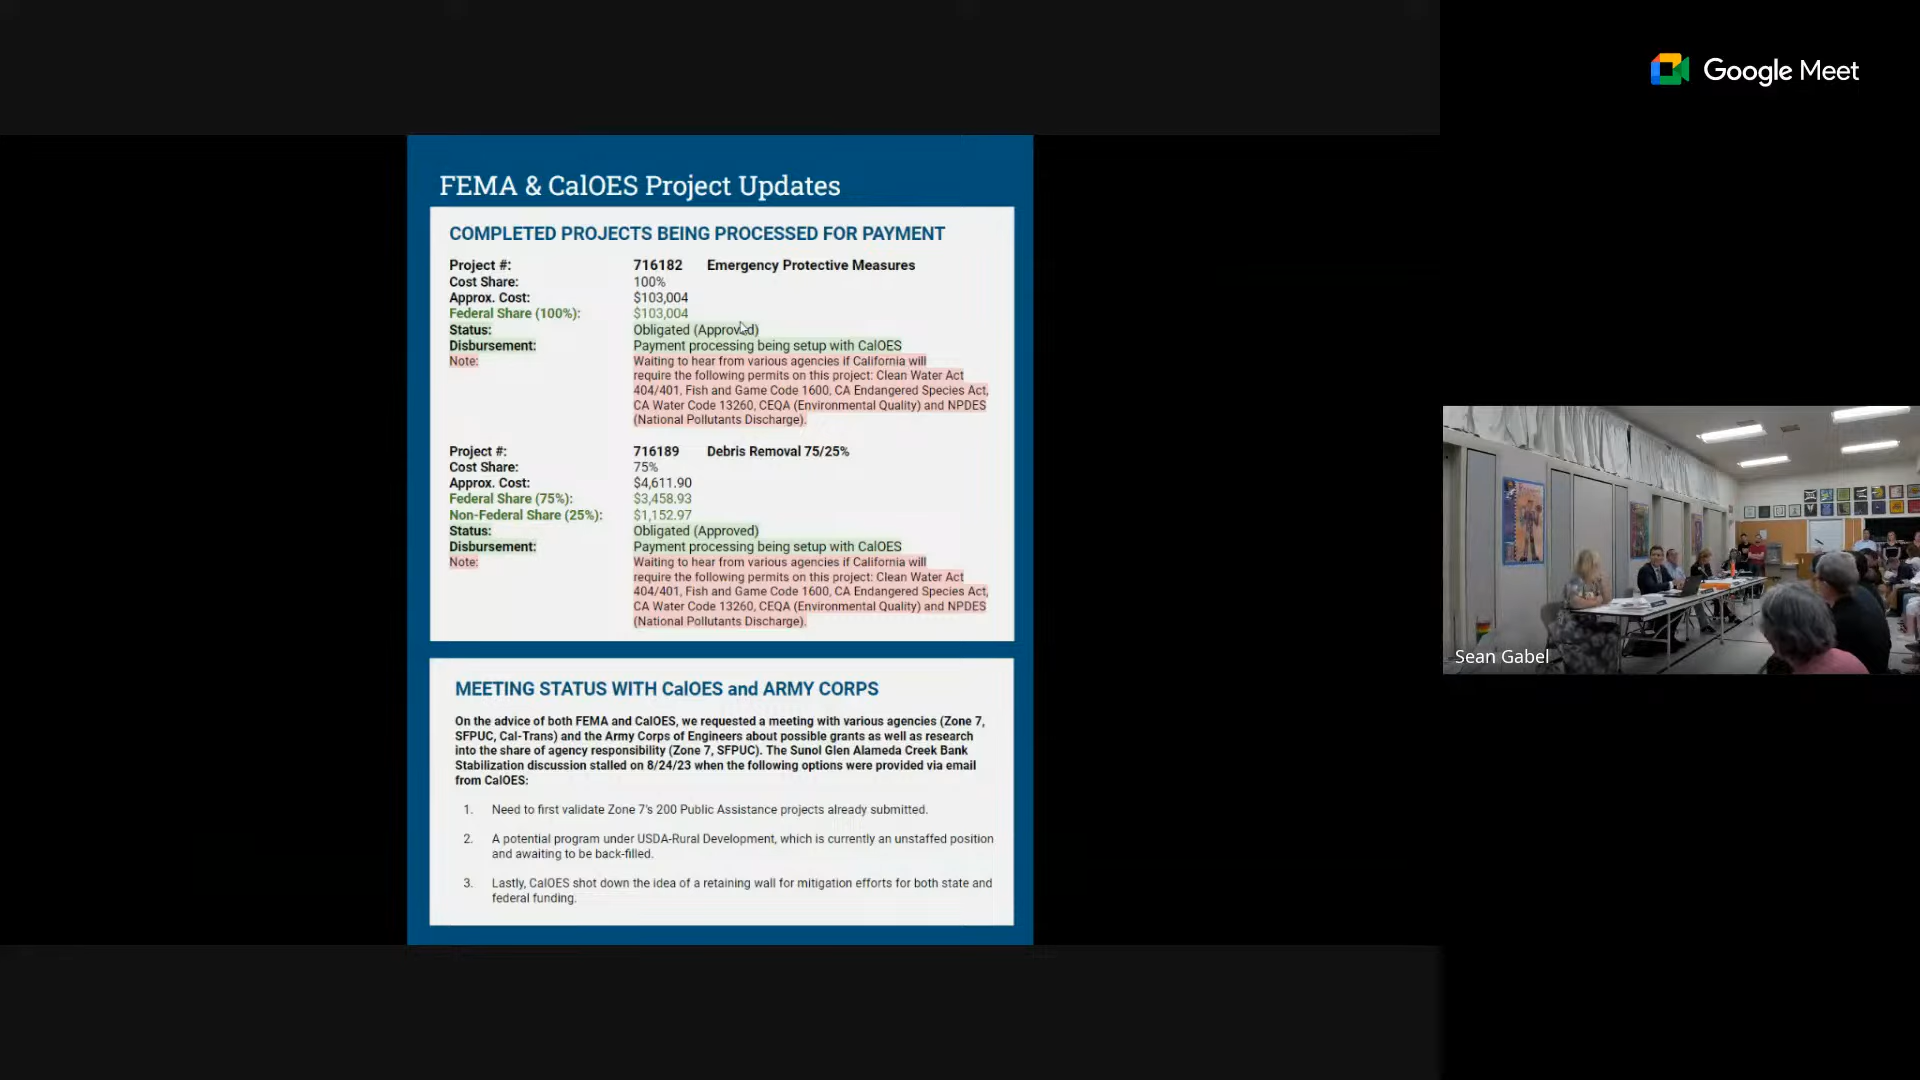 Google Meet
FEMA & CalOES Project Updates
COMPLETED PROJECTS BEING PROCESSED FOR PAYMENT
Project #: 716182 Emergency Protective Measures
Cost Share: 100%
Approx. Cost: $103,004
Federal Share (100%): $103,004
Status: Obligated (Approved)
Disbursement: Payment processing being setup with CalOES
Note: Waiting to hear from various agencies if California will
require the following permits on this project: Clean Water Act
404/401, Fish and Game Code 1600, CA Endangered Species Act,
CA Water Code 13260, CEQA (Environmental Quality) and NPDES
(National Pollutants Discharge).
Project #: 716189 Debris Removal 75/25%
Cost Share: 75%
Approx. Cost: $4,611.90
Federal Share (75%): $3,458.93
Non-Federal Share (25%): $1,152.97
Status: Obligated (Approved)
Disbursement: Payment processing being setup with CalOES
Note: Waiting to hear from various agencies if California will
require the following permits on this project: Clean Water Act
404/401, Fish and Game Code 1600, CA Endangered Species Act,
CA Water Code 13260, CEQA (Environmental Quality) and NPDES
(National Pollutants Discharge).
MEETING STATUS WITH CalOES and ARMY CORPS
On the advice of both FEMA and CalOES, we requested a meeting with various agencies (Zone 7,
SFPUC, Cal-Trans) and the Army Corps of Engineers about possible grants as well as research
into the share of agency responsibility (Zone 7, SFPUC). The Sunol Glen Alameda Creek Bank
Stabilization discussion stalled on 8/24/23 when the following options were provided via email
from CalOES:
1. Need to first validate Zone 7's 200 Public Assistance projects already submitted.
2. A potential program under USDA-Rural Development, which is currently an unstaffed position
and awaiting to be back-filled.
3. Lastly, CalOES shot down the idea of a retaining wall for mitigation efforts for both state and
federal funding.
Sean Gabel